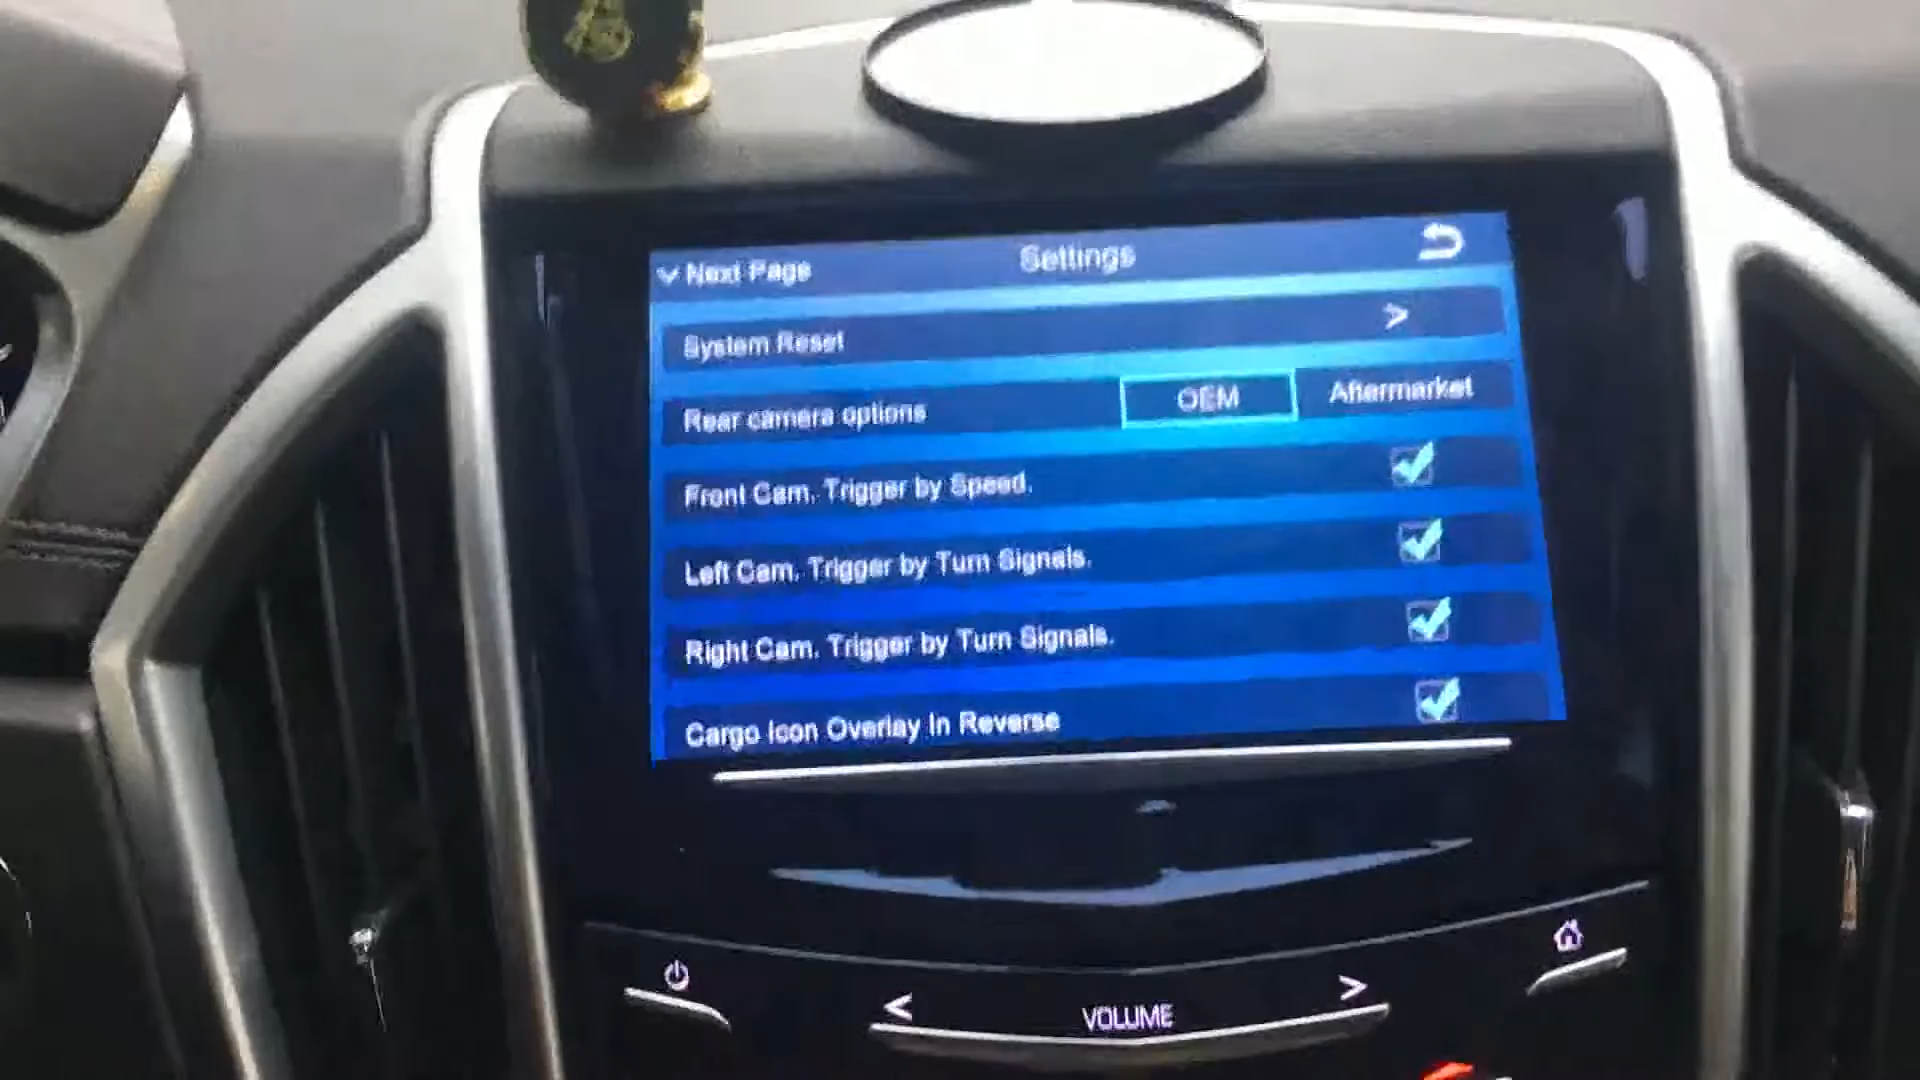 Next Page
Settings
System Reset >
Rear camera options OEM Aftermarket
Front Cam. Trigger by Speed.
Left Cam. Trigger by Turn Signals.
Right Cam. Trigger by Turn Signals.
Cargo Icon Overlay In Reverse
< VOLUME >